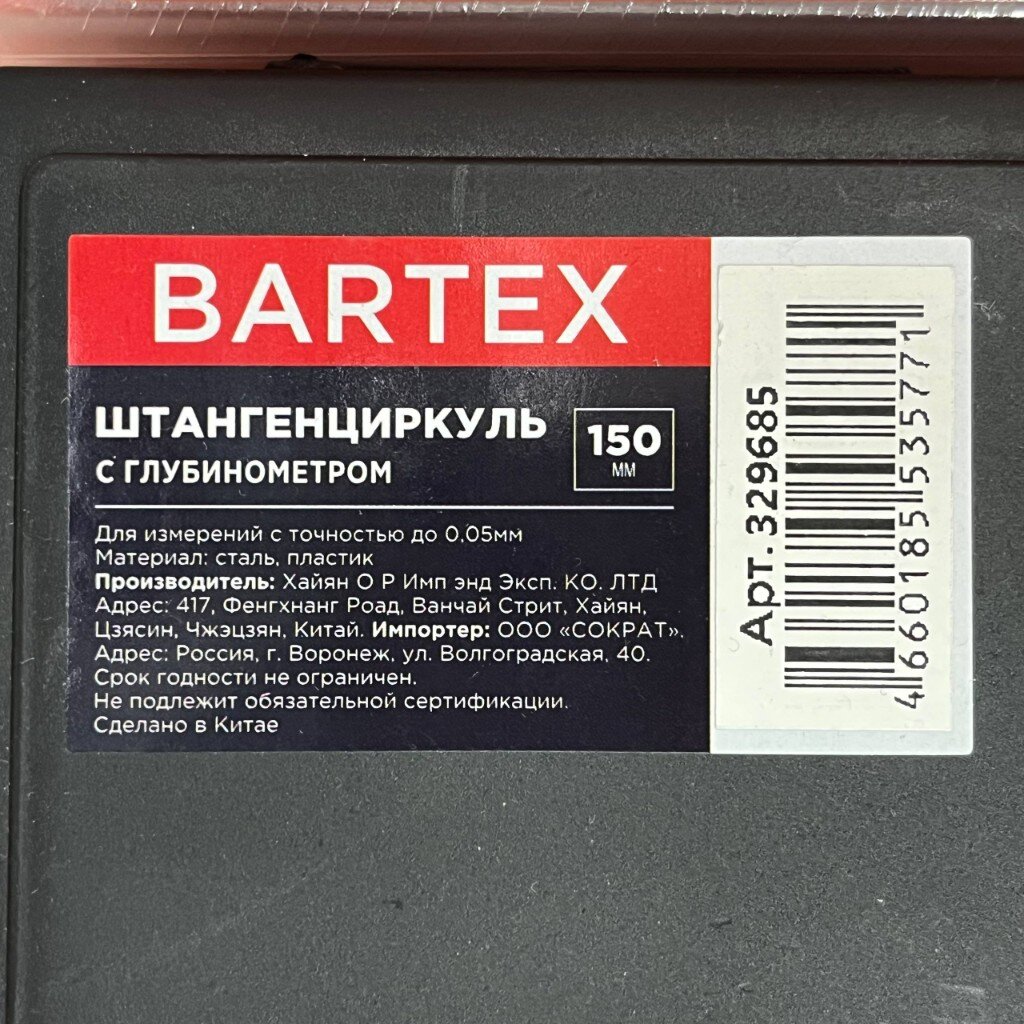 BARTEX
ШТАНГЕНЦИРКУЛЬ
С ГЛУБИНОМЕТРОМ
150
ММ
Для измерений с точностью до 0,05мм
Материал: сталь, пластик
Производитель: Хайян О Р Имп энд Эксп. КО, ЛТД
Адрес: 417, Фенгхнанг Роад, Ванчай Стрит, Хайян,
Цзясин, Чжэцзян, Китай. Импортер: ООО «СОКРАТ».
Адрес: Россия, г. Воронеж, ул. Волгоградская, 40.
Срок годности не ограничен.
Не подлежит обязательной сертификации.
Сделано в Китае
Арт. 329685
4660185535771